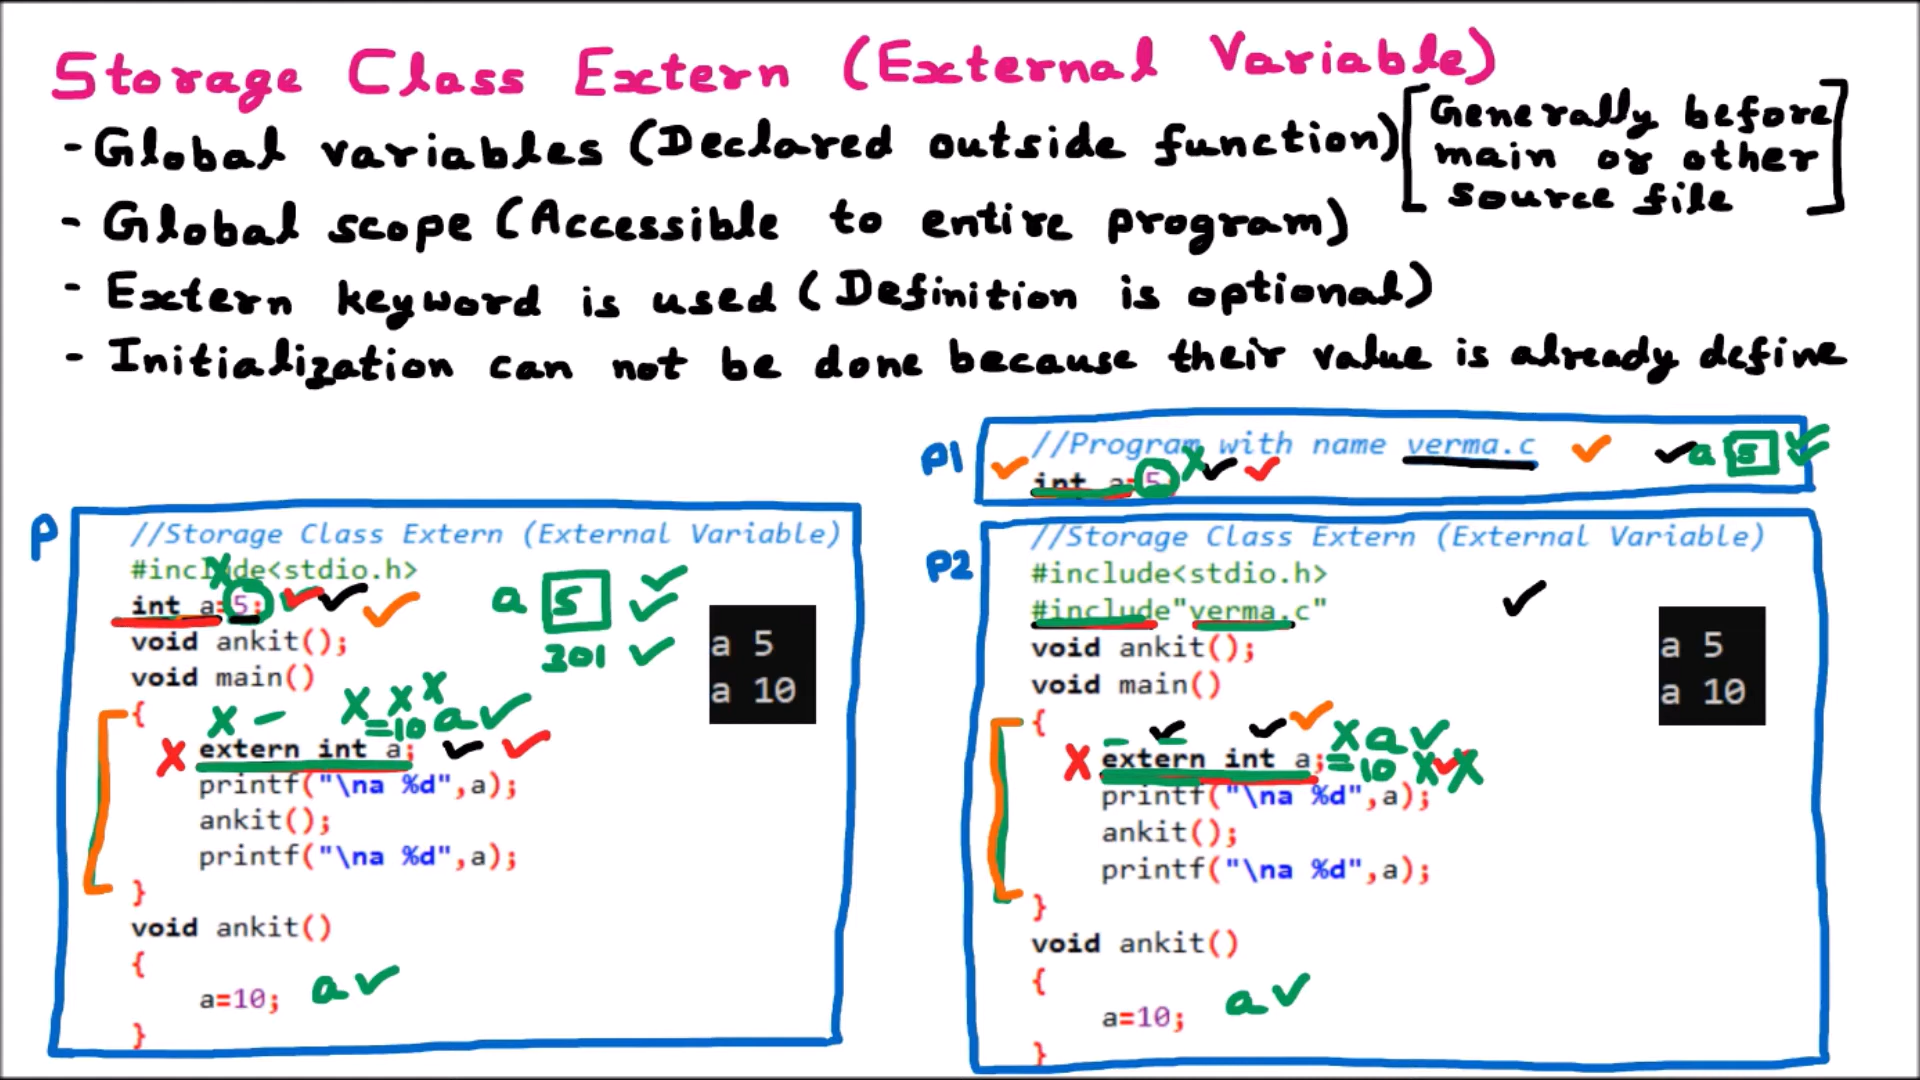 Storage Class Extern (External Variable)
- Global variables (Declared outside function) [Generally before
main or other
source file]
- Global scope (Accessible to entire program)
- Extern keyword is used (Definition is optional)
- Initialization can not be done because their value is already define
P
//Storage Class Extern (External Variable)
#include<stdio.h>
int a=5;
a 5
void ankit();
301
void main()
{
=10 a
extern int a;
printf("\na %d",a);
ankit();
printf("\na %d",a);
}
void ankit()
{
a=10; a
}
a 5
a 10
P1
//Program with name verma.c
a 5
int a=5;
P2
//Storage Class Extern (External Variable)
#include<stdio.h>
#include"verma.c"
void ankit();
void main()
{
a
extern int a; =10
printf("\na %d",a);
ankit();
printf("\na %d",a);
}
void ankit()
{
a=10; a
}
a 5
a 10